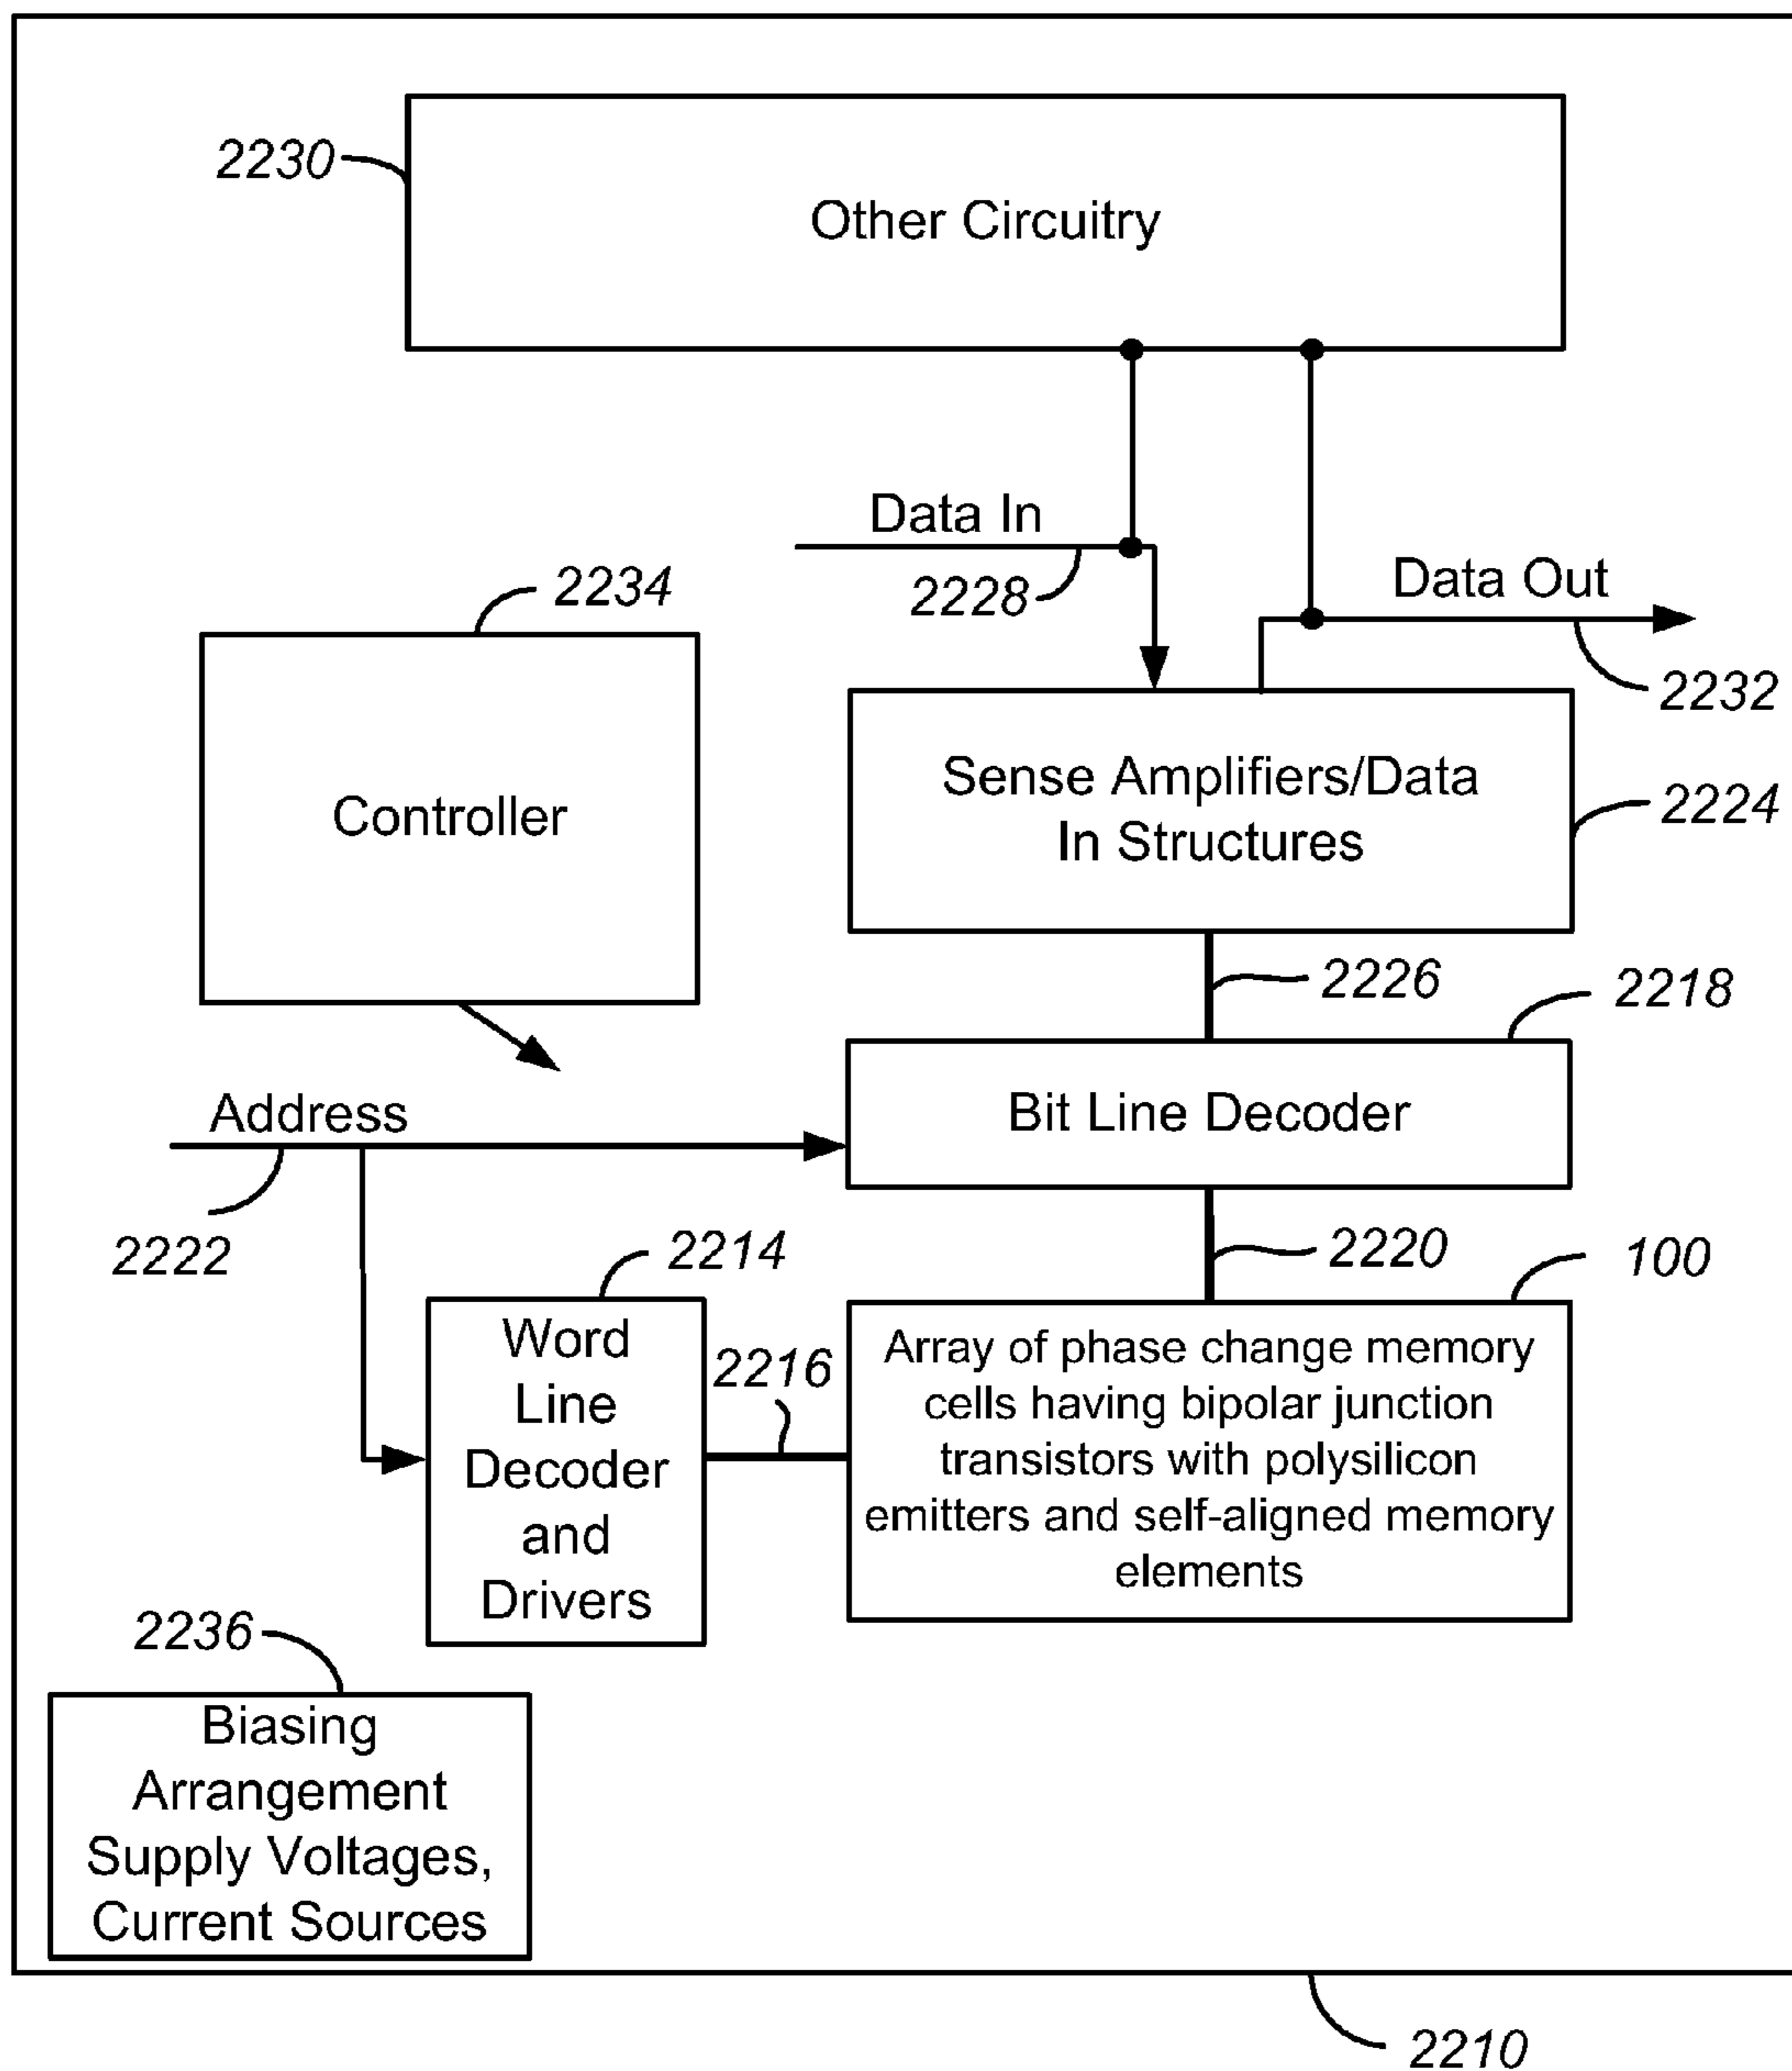 2230
Other Circuitry
Data In
2228
Data Out
2232
2234
Controller
Sense Amplifiers/Data
In Structures
2224
2226
2218
Bit Line Decoder
Address
2222
2214
2220
100
Word
Line
Decoder
and
Drivers
2216
Array of phase change memory
cells having bipolar junction
transistors with polysilicon
emitters and self-aligned memory
elements
2236
Biasing
Arrangement
Supply Voltages,
Current Sources
2210